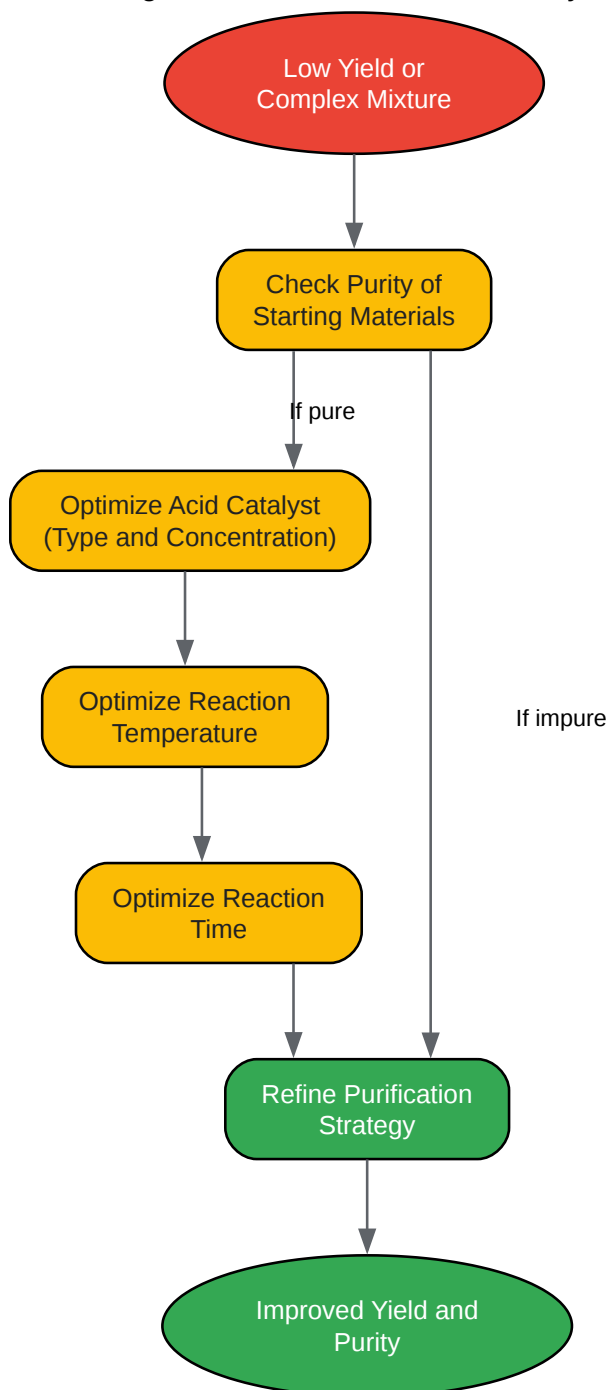 Low Yield or
Complex Mixture
Check Purity of
Starting Materials
If pure
Optimize Acid Catalyst
(Type and Concentration)
Optimize Reaction
Temperature
If impure
Optimize Reaction
Time
Refine Purification
Strategy
Improved Yield and
Purity